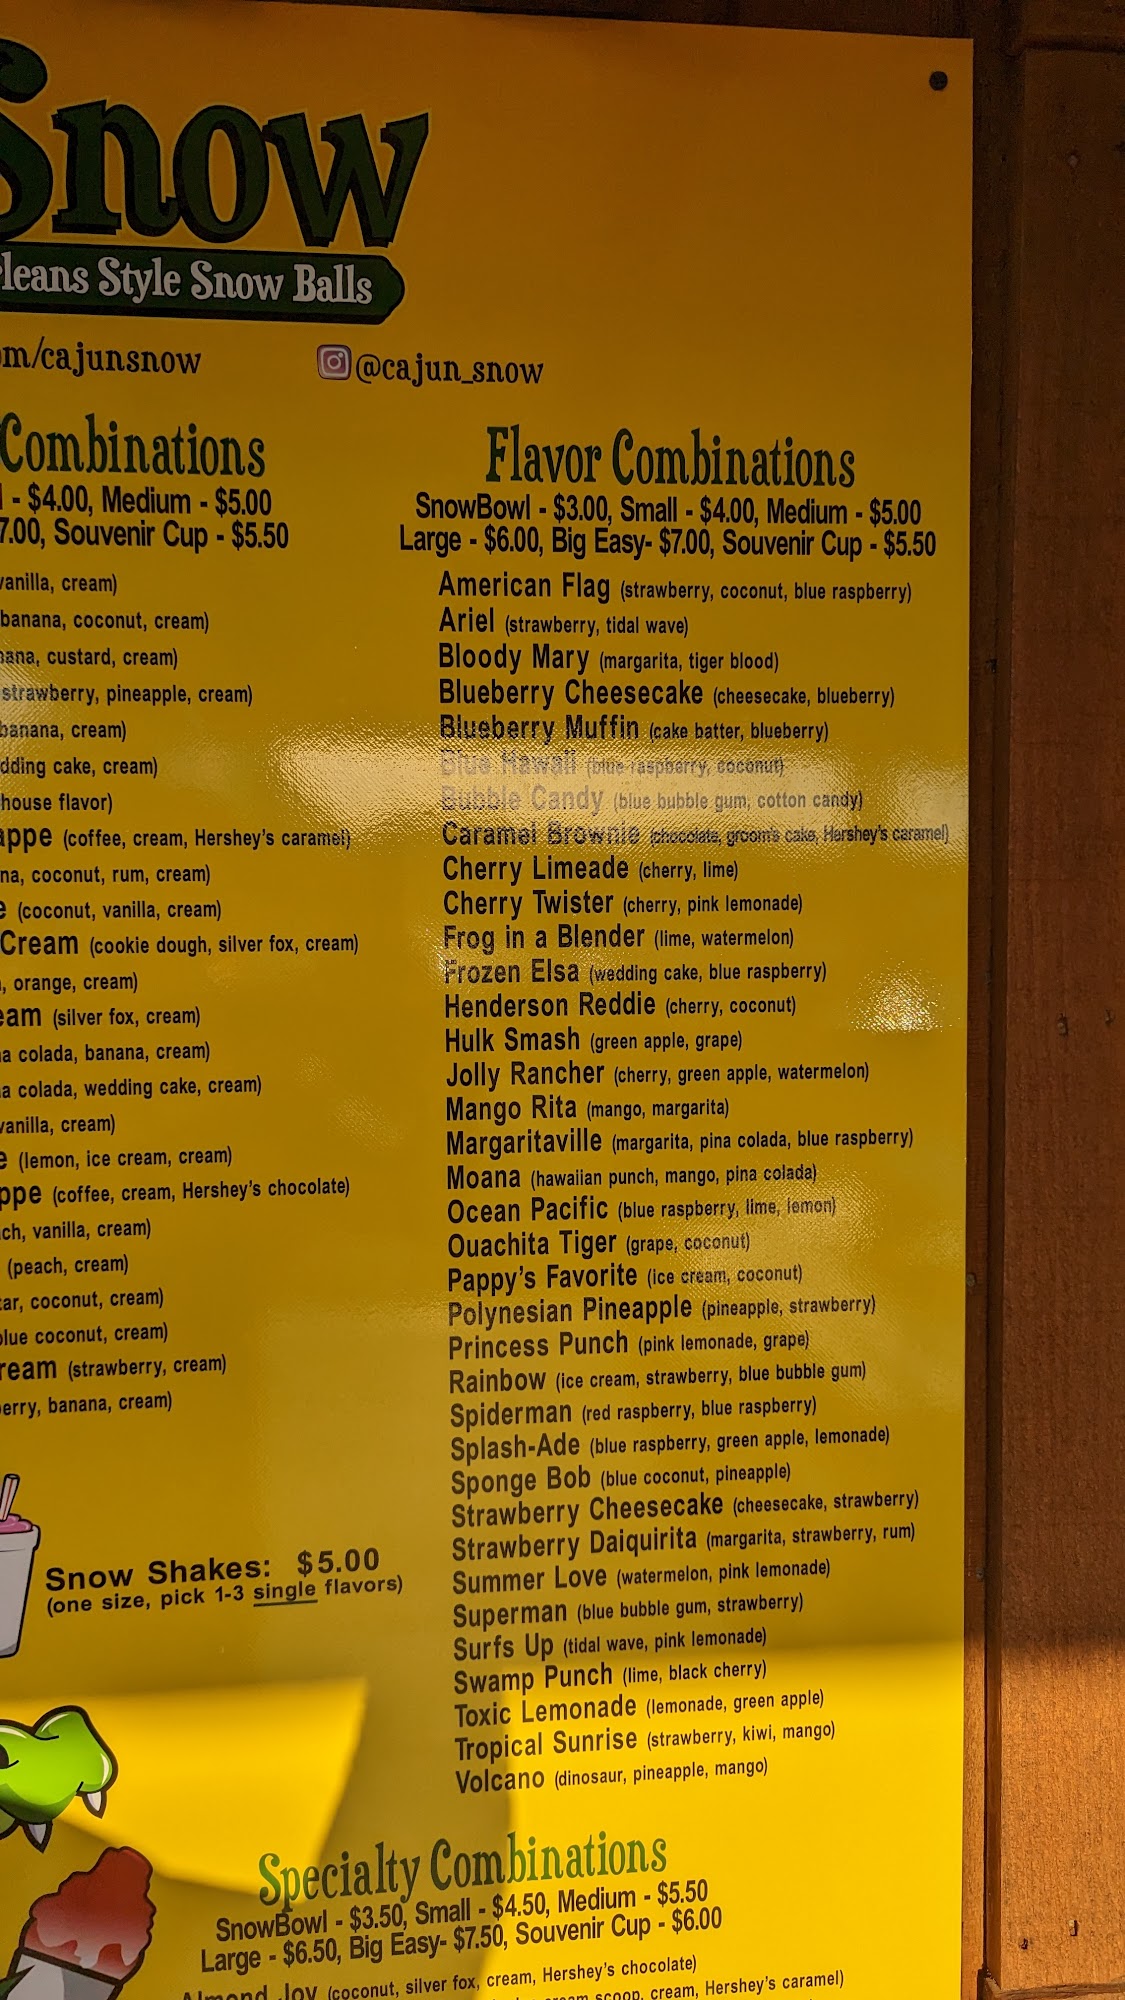 Snow
leans Style Snow Balls
m/cajunsnow
@cajun_snow
Combinations
- $4.00, Medium - $5.00
7.00, Souvenir Cup - $5.50
vanilla, cream)
banana, coconut, cream)
ana, custard, cream)
strawberry, pineapple, cream)
banana, cream)
dding cake, cream)
house flavor)
appe (coffee, cream, Hershey's caramel)
na, coconut, rum, cream)
e (coconut, vanilla, cream)
Cream (cookie dough, silver fox, cream)
, orange, cream)
eam (silver fox, cream)
a colada, banana, cream)
a colada, wedding cake, cream)
vanilla, cream)
e (lemon, ice cream, cream)
ppe (coffee, cream, Hershey's chocolate)
ch, vanilla, cream)
(peach, cream)
tar, coconut, cream)
blue coconut, cream)
ream (strawberry, cream)
erry, banana, cream)
Snow Shakes: $5.00
(one size, pick 1-3 single flavors)
Flavor Combinations
SnowBowl - $3.00, Small - $4.00, Medium - $5.00
Large - $6.00, Big Easy- $7.00, Souvenir Cup - $5.50
American Flag (strawberry, coconut, blue raspberry)
Ariel (strawberry, tidal wave)
Bloody Mary (margarita, tiger blood)
Blueberry Cheesecake (cheesecake, blueberry)
Blueberry Muffin (cake batter, blueberry)
Blue Hawaii (blue raspberry, coconut)
Bubble Candy (blue bubble gum, cotton candy)
Caramel Brownie (chocolate, groom's cake, Hershey's caramel)
Cherry Limeade (cherry, lime)
Cherry Twister (cherry, pink lemonade)
Frog in a Blender (lime, watermelon)
Frozen Elsa (wedding cake, blue raspberry)
Henderson Reddie (cherry, coconut)
Hulk Smash (green apple, grape)
Jolly Rancher (cherry, green apple, watermelon)
Mango Rita (mango, margarita)
Margaritaville (margarita, pina colada, blue raspberry)
Moana (hawaiian punch, mango, pina colada)
Ocean Pacific (blue raspberry, lime, lemon)
Ouachita Tiger (grape, coconut)
Pappy's Favorite (ice cream, coconut)
Polynesian Pineapple (pineapple, strawberry)
Princess Punch (pink lemonade, grape)
Rainbow (ice cream, strawberry, blue bubble gum)
Spiderman (red raspberry, blue raspberry)
Splash-Ade (blue raspberry, green apple, lemonade)
Sponge Bob (blue coconut, pineapple)
Strawberry Cheesecake (cheesecake, strawberry)
Strawberry Daiquirita (margarita, strawberry, rum)
Summer Love (watermelon, pink lemonade)
Superman (blue bubble gum, strawberry)
Surfs Up (tidal wave, pink lemonade)
Swamp Punch (lime, black cherry)
Toxic Lemonade (lemonade, green apple)
Tropical Sunrise (strawberry, kiwi, mango)
Volcano (dinosaur, pineapple, mango)
Specialty Combinations
SnowBowl - $3.50, Small - $4.50, Medium - $5.50
Large - $6.50, Big Easy- $7.50, Souvenir Cup - $6.00
Almond Joy (coconut, silver fox, cream, Hershey's chocolate)
scoop, cream, Hershey's caramel)